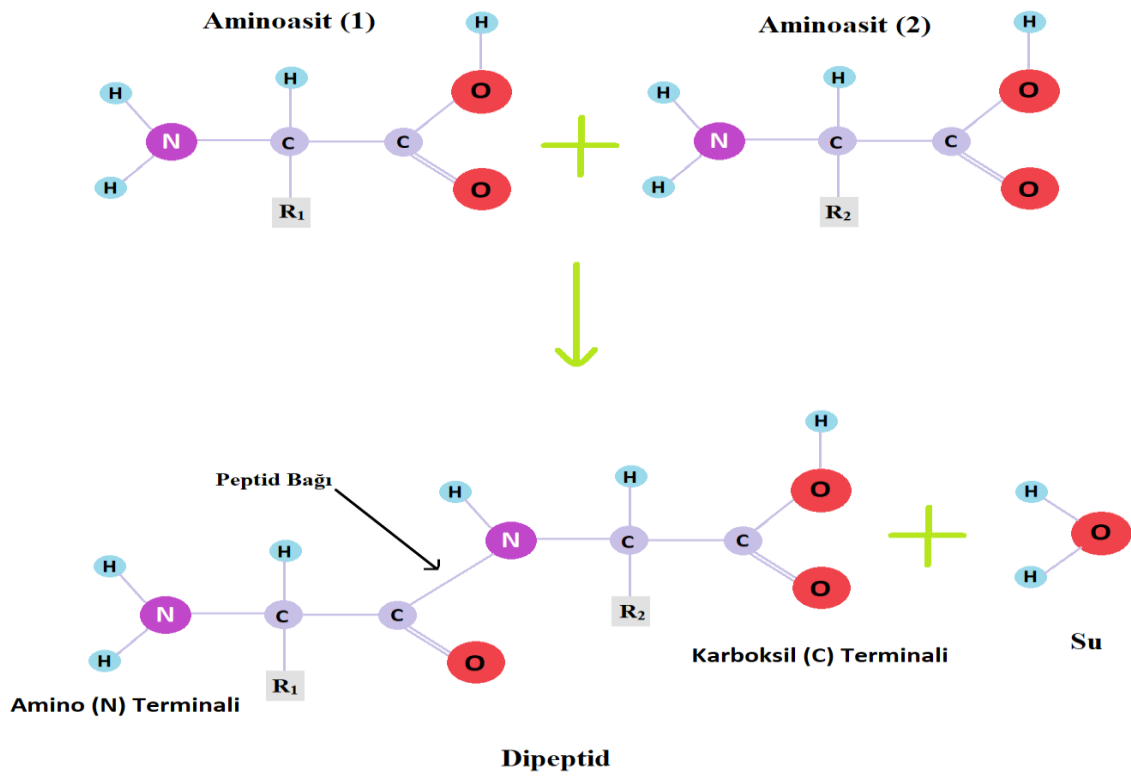 Aminoasit (1)
Aminoasit (2)
H
H
H
H
H
H
O
O
N
C
C
N
C
C
H
H
O
O
R₁
R₂
H
Peptid Bağı
H
H
O
N
C
C
H
H
O
H
H
O
H
R₂
N
C
C
Su
H
O
Karboksil (C) Terminali
R₁
Amino (N) Terminali
Dipeptid